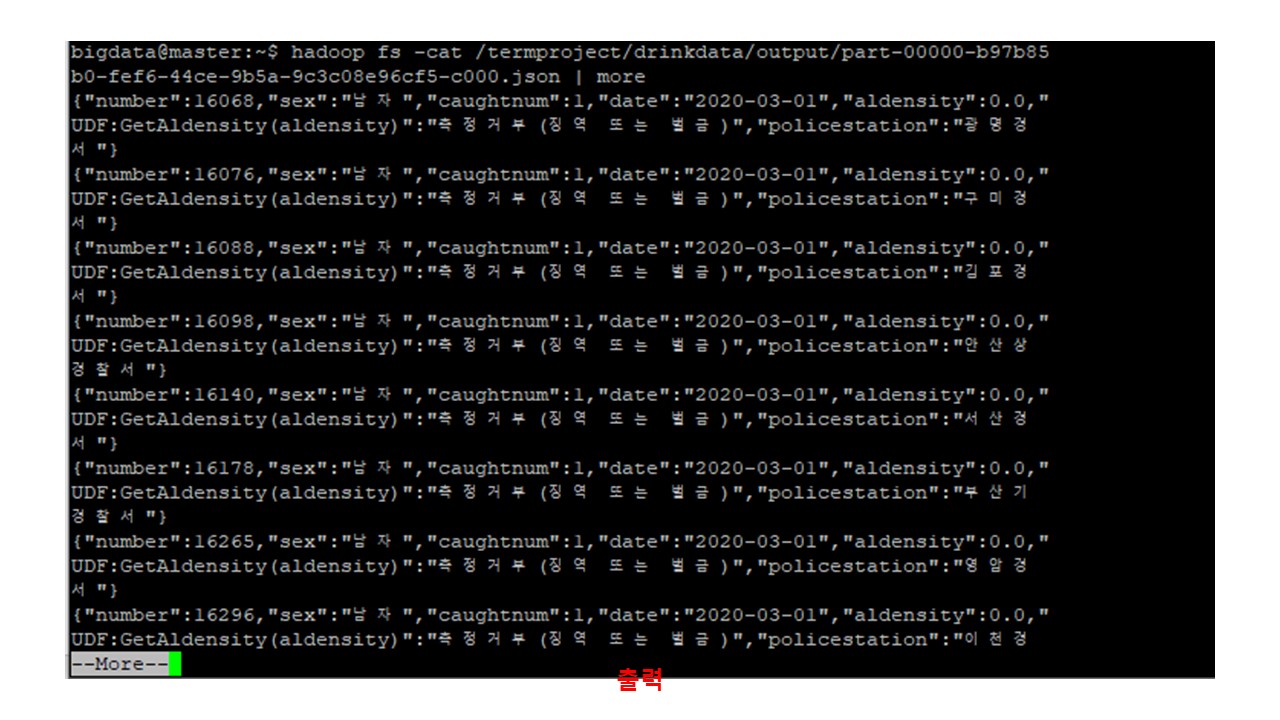 bigdata@master:~$ hadoop fs -cat /termproject/drinkdata/output/part-00000-b97b85
b0-fef6-44ce-9b5a-9c3c08e96cf5-c000.json | more
{"number":16068,"sex":"남자","caughtnum":1,"date":"2020-03-01","aldensity":0.0,"
UDF:GetAldensity(aldensity)":"측정거부(징역 또는 벌금)","policestation":"광명경
서"}
{"number":16076,"sex":"남자","caughtnum":1,"date":"2020-03-01","aldensity":0.0,"
UDF:GetAldensity(aldensity)":"측정거부(징역 또는 벌금)","policestation":"구미경
서"}
{"number":16088,"sex":"남자","caughtnum":1,"date":"2020-03-01","aldensity":0.0,"
UDF:GetAldensity(aldensity)":"측정거부(징역 또는 벌금)","policestation":"김포경
서"}
{"number":16098,"sex":"남자","caughtnum":1,"date":"2020-03-01","aldensity":0.0,"
UDF:GetAldensity(aldensity)":"측정거부(징역 또는 벌금)","policestation":"안산상
경찰서"}
{"number":16140,"sex":"남자","caughtnum":1,"date":"2020-03-01","aldensity":0.0,"
UDF:GetAldensity(aldensity)":"측정거부(징역 또는 벌금)","policestation":"서산경
서"}
{"number":16178,"sex":"남자","caughtnum":1,"date":"2020-03-01","aldensity":0.0,"
UDF:GetAldensity(aldensity)":"측정거부(징역 또는 벌금)","policestation":"부산기
경찰서"}
{"number":16265,"sex":"남자","caughtnum":1,"date":"2020-03-01","aldensity":0.0,"
UDF:GetAldensity(aldensity)":"측정거부(징역 또는 벌금)","policestation":"영암경
서"}
{"number":16296,"sex":"남자","caughtnum":1,"date":"2020-03-01","aldensity":0.0,"
UDF:GetAldensity(aldensity)":"측정거부(징역 또는 벌금)","policestation":"이천경
--More--
출력